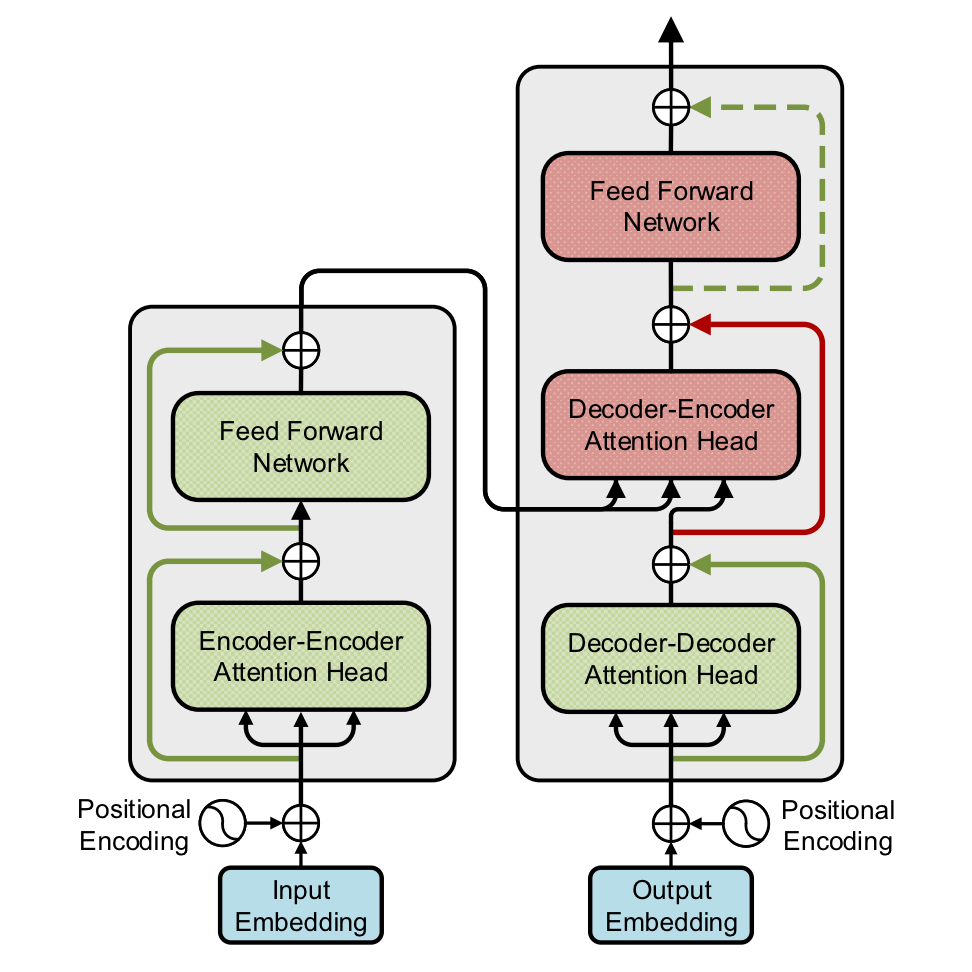 Feed Forward
Network
Decoder-Encoder
Attention Head
Feed Forward
Network
Encoder-Encoder
Attention Head
Decoder-Decoder
Attention Head
Positional
Encoding
Positional
Encoding
Input
Embedding
Output
Embedding